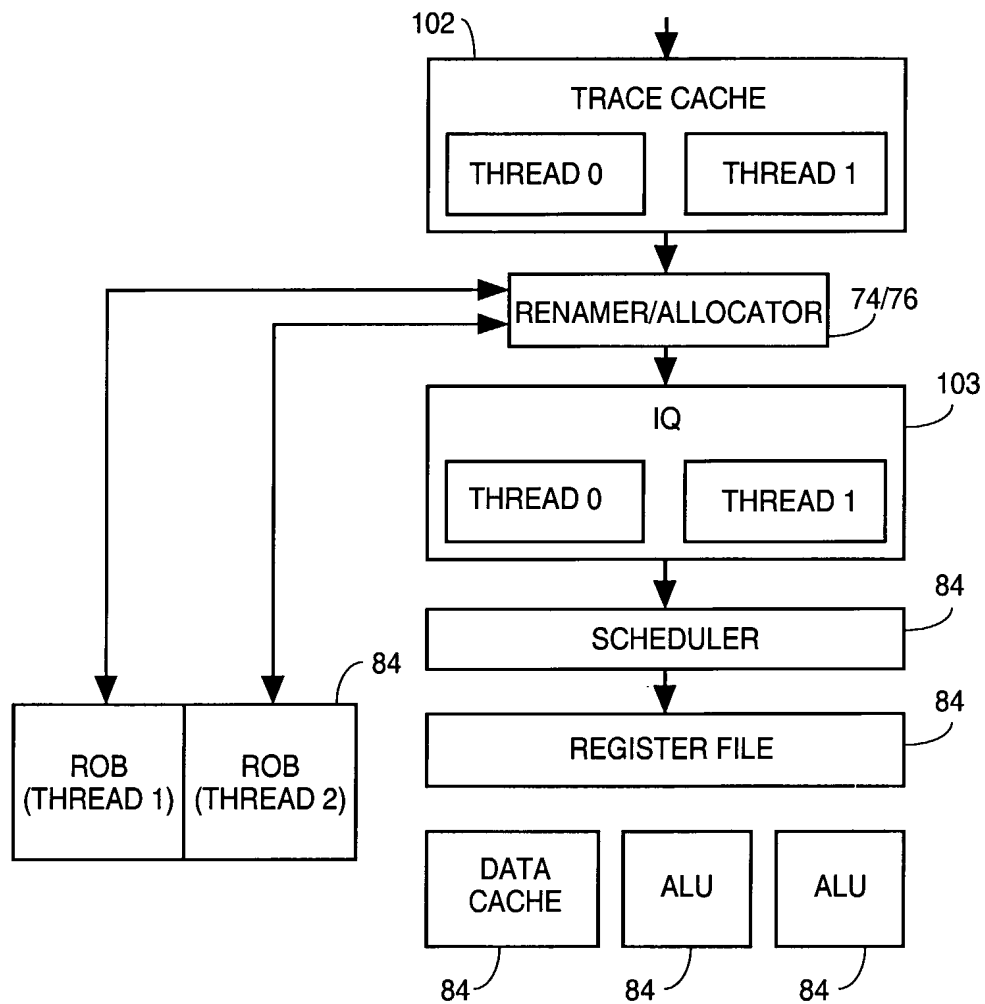 102
TRACE CACHE
THREAD 0
THREAD 1
RENAMER/ALLOCATOR
74/76
103
IQ
THREAD 0
THREAD 1
84
SCHEDULER
84
84
REGISTER FILE
ROB
(THREAD 1)
ROB
(THREAD 2)
DATA
CACHE
ALU
ALU
84
84
84